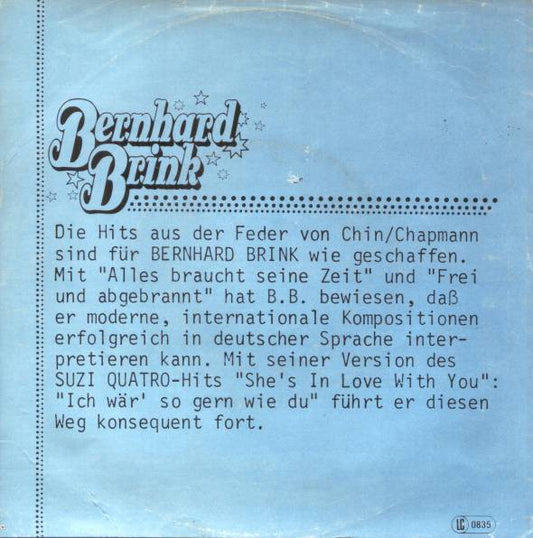 Bernhard
Brink
Die Hits aus der Feder von Chin/Chapmann
sind für BERNHARD BRINK wie geschaffen.
Mit "Alles braucht seine Zeit" und "Frei
und abgebrannt" hat B.B. bewiesen, daß
er moderne, internationale Kompositionen
erfolgreich in deutscher Sprache inter-
pretieren kann. Mit seiner Version des
SUZI QUATRO-Hits "She's In Love With You":
"Ich wär' so gern wie du" führt er diesen
Weg konsequent fort.
LC 0835